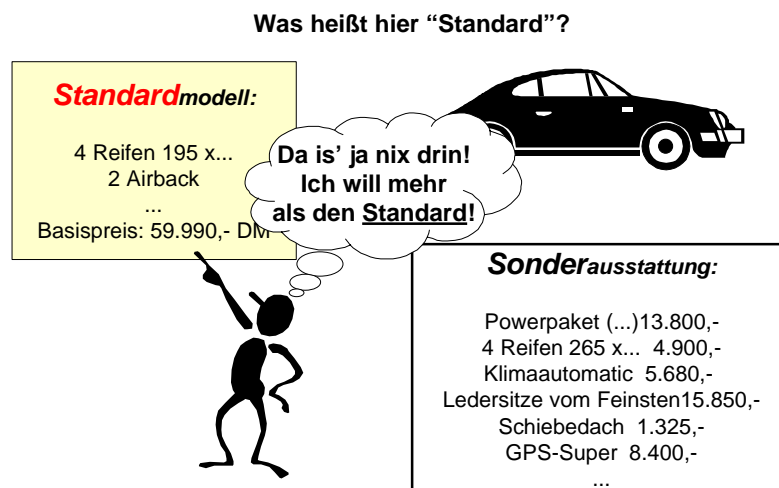 Was heißt hier “Standard”?
Standardmodell:
4 Reifen 195 x...
2 Airback
...
Basispreis: 59.990,- DM
Da is’ ja nix drin!
Ich will mehr
als den Standard!
Sonderausstattung:
Powerpaket (...)13.800,-
4 Reifen 265 x... 4.900,-
Klimaautomatic 5.680,-
Ledersitze vom Feinsten15.850,-
Schiebedach 1.325,-
GPS-Super 8.400,-
...